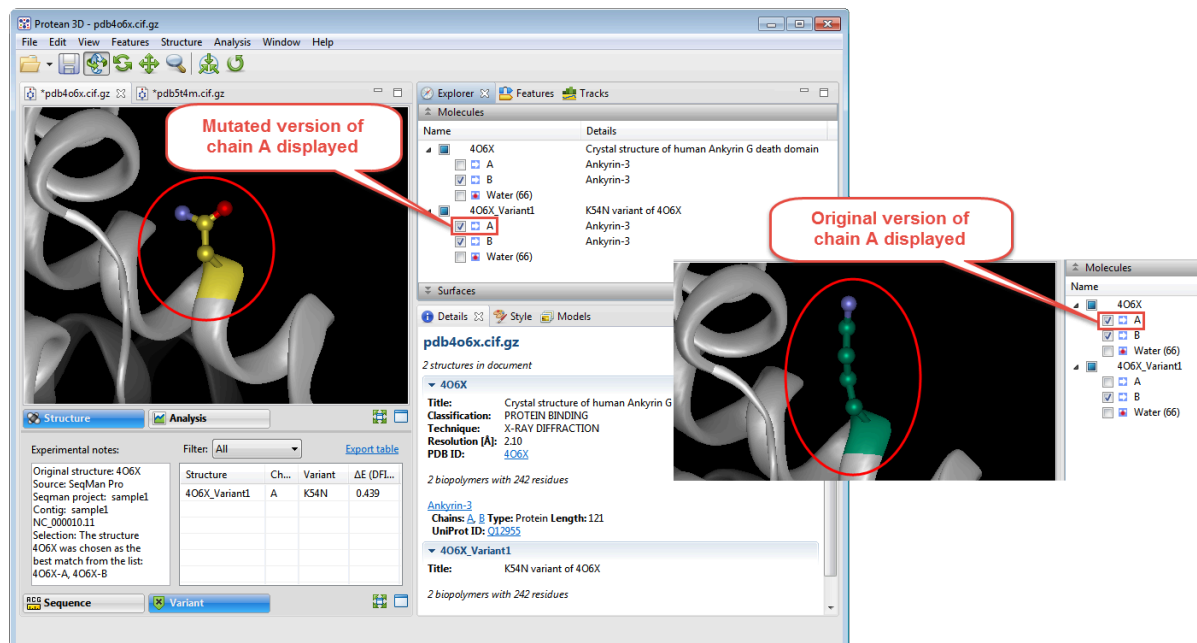 Protean 3D - pdb4o6x.cif.gz
File Edit View Features Structure Analysis Window Help
*pdb4o6x.cif.gz *pdb5t4m.cif.gz
Mutated version of
chain A displayed
Structure Analysis
Experimental notes:
Original structure: 4O6X
Source: SeqMan Pro
Seqman project: sample1
Contig: sample1
NC_000010.11
Selection: The structure
4O6X was chosen as the
best match from the list:
4O6X-A, 4O6X-B
Filter: All Export table
Structure Ch... Variant ΔE (DFI...
4O6X_Variant1 A K54N 0.439
Sequence Variant
Explorer Features Tracks
Molecules
Name Details
4O6X Crystal structure of human Ankyrin G death domain
A Ankyrin-3
B Ankyrin-3
Water (66)
4O6X_Variant1 K54N variant of 4O6X
A Ankyrin-3
B Ankyrin-3
Water (66)
Surfaces
Details Style Models
pdb4o6x.cif.gz
2 structures in document
4O6X
Title: Crystal structure of human Ankyrin G
Classification: PROTEIN BINDING
Technique: X-RAY DIFFRACTION
Resolution [Å]: 2.10
PDB ID: 4O6X
2 biopolymers with 242 residues
Ankyrin-3
Chains: A, B Type: Protein Length: 121
UniProt ID: Q12955
4O6X_Variant1
Title: K54N variant of 4O6X
2 biopolymers with 242 residues
Original version of
chain A displayed
Molecules
Name
4O6X
A
B
Water (66)
4O6X_Variant1
A
B
Water (66)